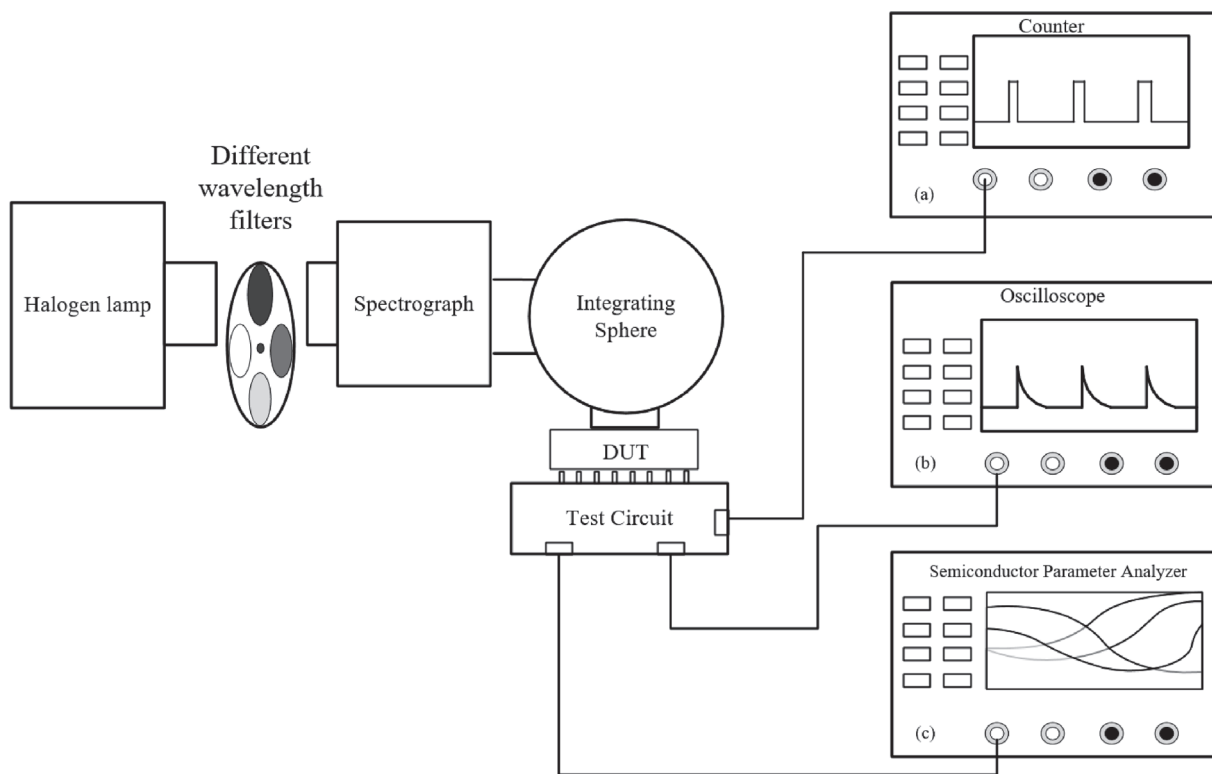 Counter
(a)
Different
wavelength
filters
Halogen lamp
Spectrograph
Integrating
Sphere
Oscilloscope
(b)
DUT
Test Circuit
Semiconductor Parameter Analyzer
(c)